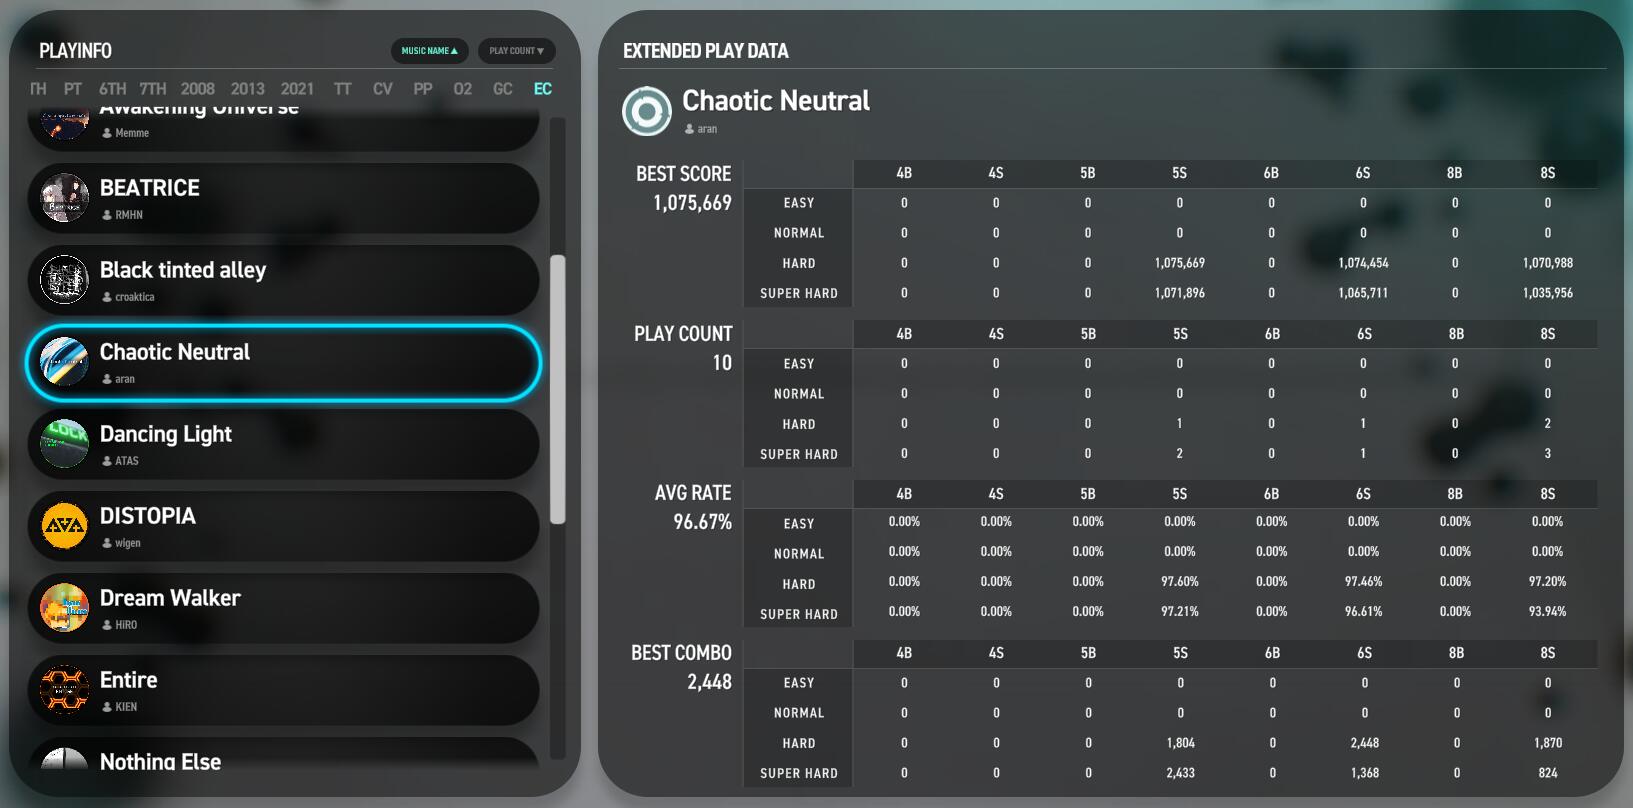 PLAYINFO
MUSIC NAME▲ PLAY COUNT▼
TH PT 6TH 7TH 2008 2013 2021 TT CV PP O2 GC EC
Awakening Universe
Memme
BEATRICE
RMHN
Black tinted alley
croaktica
Chaotic Neutral
aran
Dancing Light
ATAS
DISTOPIA
wigen
Dream Walker
HiRO
Entire
KIEN
Nothing Else
EXTENDED PLAY DATA
Chaotic Neutral
aran
BEST SCORE 4B 4S 5B 5S 6B 6S 8B 8S
1,075,669 EASY 0 0 0 0 0 0 0 0
NORMAL 0 0 0 0 0 0 0 0
HARD 0 0 0 1,075,669 0 1,074,454 0 1,070,988
SUPER HARD 0 0 0 1,071,896 0 1,065,711 0 1,035,956
PLAY COUNT 4B 4S 5B 5S 6B 6S 8B 8S
10 EASY 0 0 0 0 0 0 0 0
NORMAL 0 0 0 0 0 0 0 0
HARD 0 0 0 1 0 1 0 2
SUPER HARD 0 0 0 2 0 1 0 3
AVG RATE 4B 4S 5B 5S 6B 6S 8B 8S
96.67% EASY 0.00% 0.00% 0.00% 0.00% 0.00% 0.00% 0.00% 0.00%
NORMAL 0.00% 0.00% 0.00% 0.00% 0.00% 0.00% 0.00% 0.00%
HARD 0.00% 0.00% 0.00% 97.60% 0.00% 97.46% 0.00% 97.20%
SUPER HARD 0.00% 0.00% 0.00% 97.21% 0.00% 96.61% 0.00% 93.94%
BEST COMBO 4B 4S 5B 5S 6B 6S 8B 8S
2,448 EASY 0 0 0 0 0 0 0 0
NORMAL 0 0 0 0 0 0 0 0
HARD 0 0 0 1,804 0 2,448 0 1,870
SUPER HARD 0 0 0 2,433 0 1,368 0 824